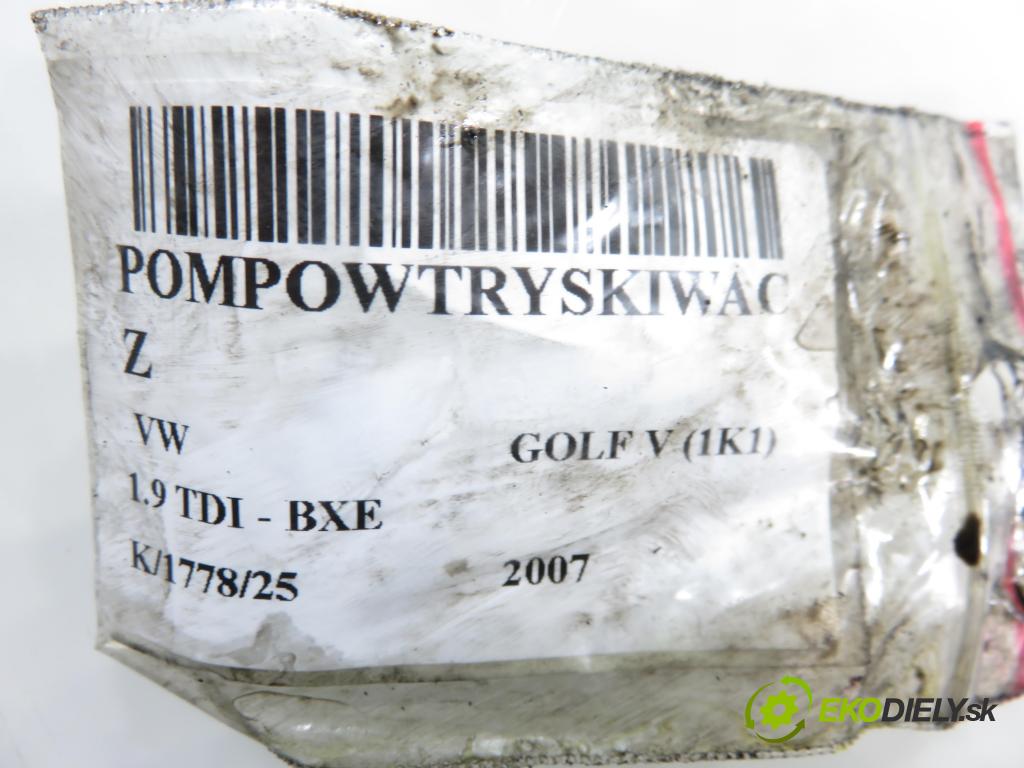 POMPOWTRYSKIWAC
Z
VW GOLF V (1K1)
1.9 TDI - BXE
K/1778/25 2007
EKODIELY.sk